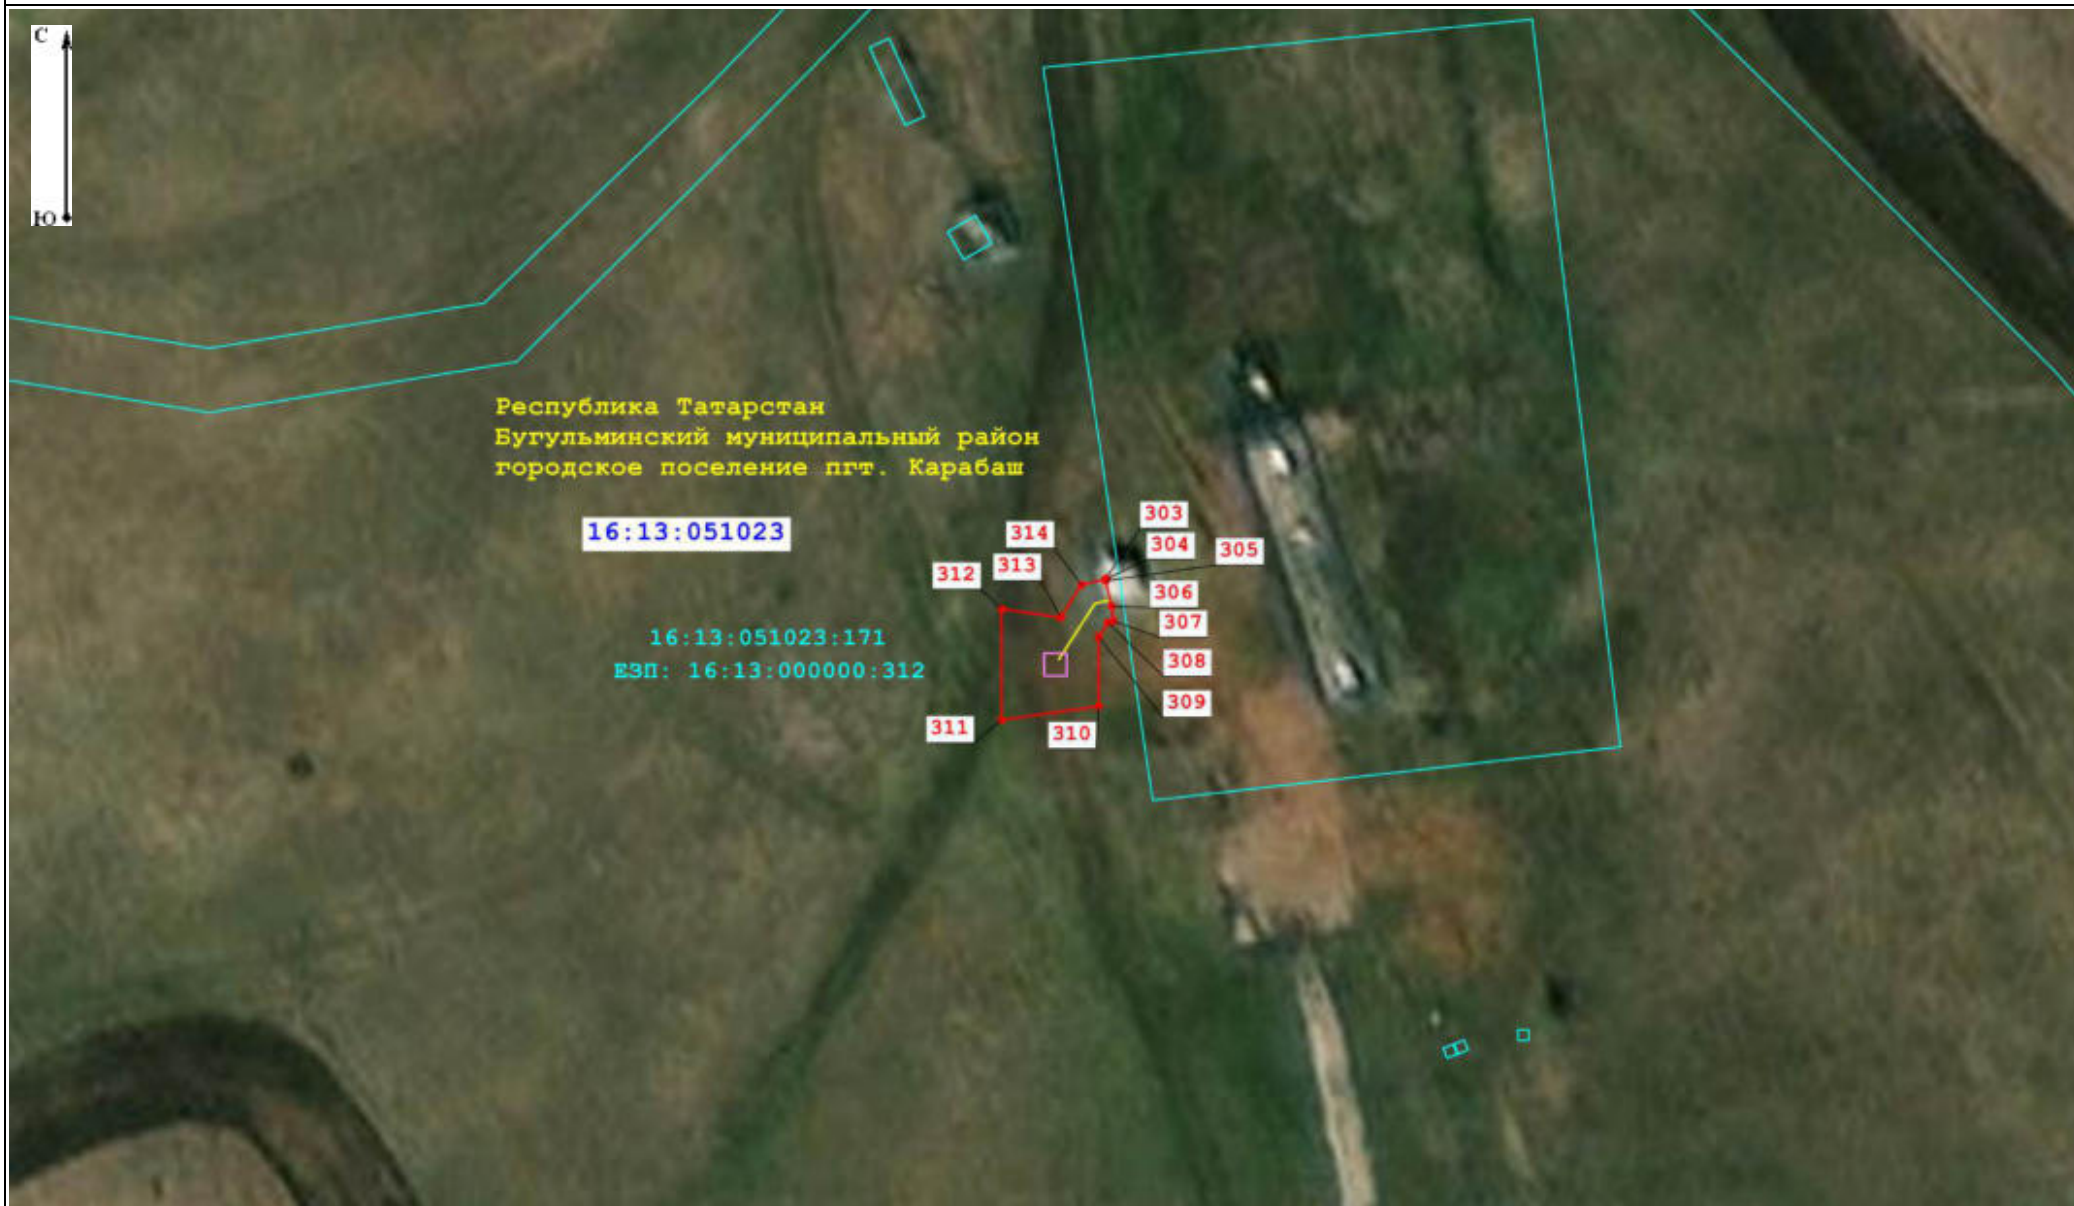 С
Ю
Республика Татарстан
Бугульминский муниципальный район
городское поселение пгт. Карабаш
16:13:051023
303
314
304
305
313
312
306
307
16:13:051023:171
308
ЕЗП: 16:13:000000:312
309
311
310